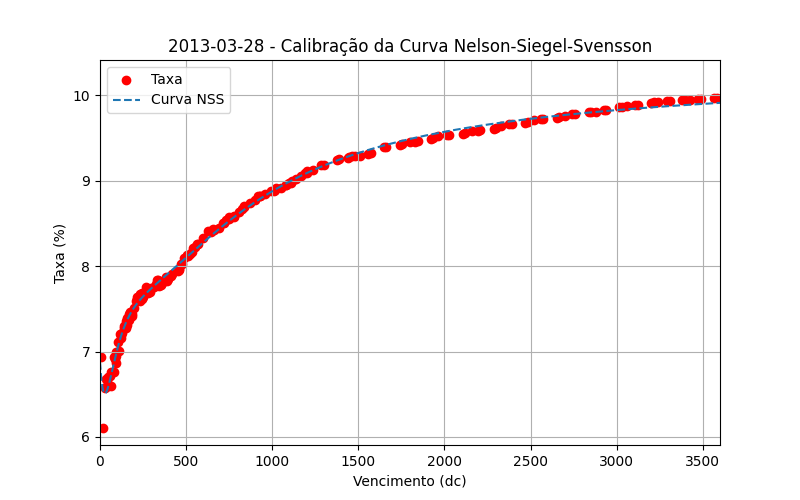 2013-03-28 - Calibração da Curva Nelson-Siegel-Svensson
Taxa
Curva NSS
Taxa (%)
10
9
8
7
6
0 500 1000 1500 2000 2500 3000 3500
Vencimento (dc)